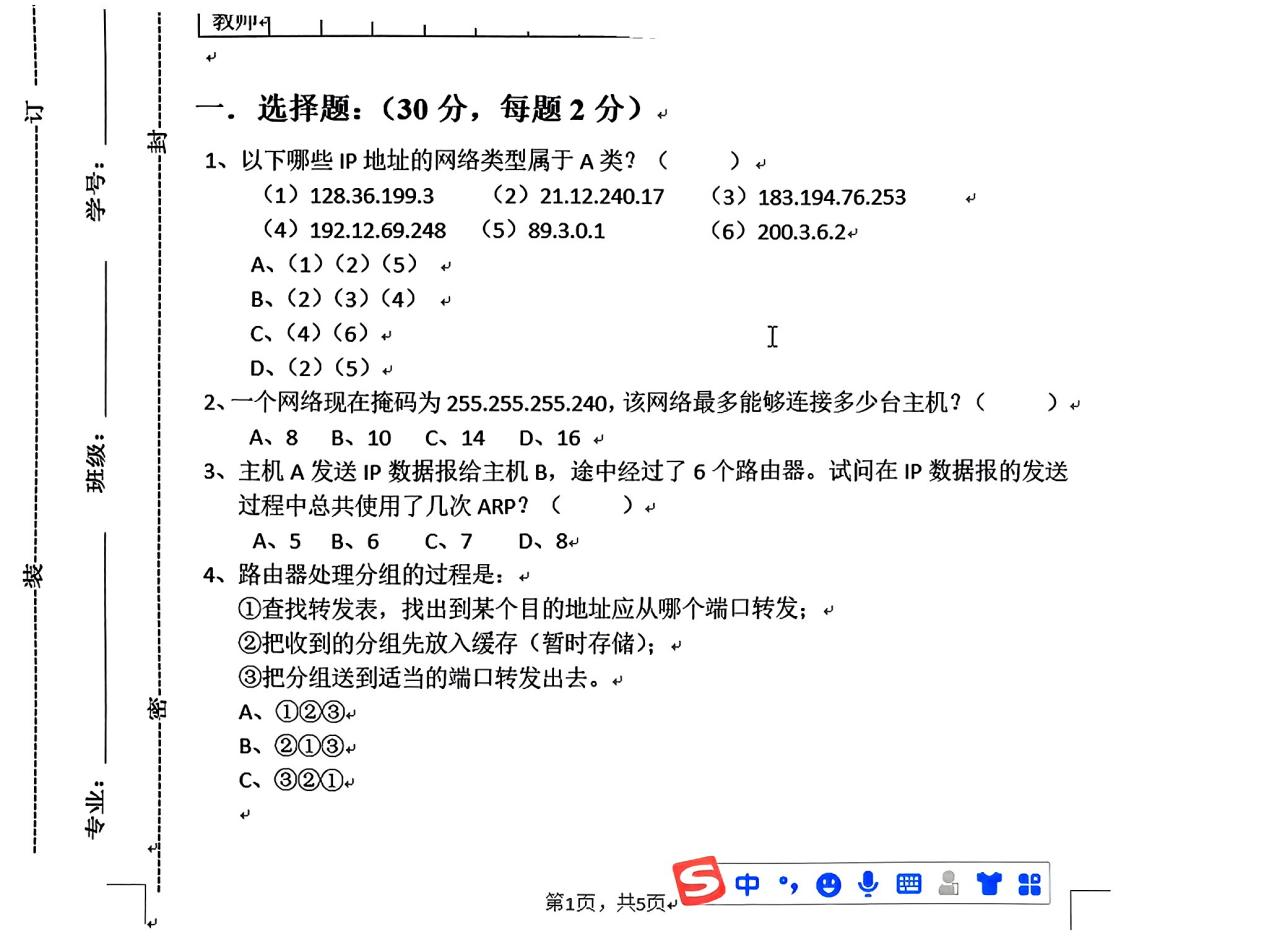 教师
一．选择题：（30 分，每题 2 分）
1、以下哪些 IP 地址的网络类型属于 A 类？（　　）
（1）128.36.199.3　（2）21.12.240.17　（3）183.194.76.253
（4）192.12.69.248　（5）89.3.0.1　（6）200.3.6.2
A、（1）（2）（5）
B、（2）（3）（4）
C、（4）（6）
D、（2）（5）
2、一个网络现在掩码为 255.255.255.240，该网络最多能够连接多少台主机？（　　）
A、8　B、10　C、14　D、16
3、主机 A 发送 IP 数据报给主机 B，途中经过了 6 个路由器。试问在 IP 数据报的发送
过程中总共使用了几次 ARP？（　　）
A、5　B、6　C、7　D、8
4、路由器处理分组的过程是：
①查找转发表，找出到某个目的地址应从哪个端口转发；
②把收到的分组先放入缓存（暂时存储）；
③把分组送到适当的端口转发出去。
A、①②③
B、②①③
C、③②①
第1页，共5页
S 中
订
装
学号：
班级：
专业：
封
密